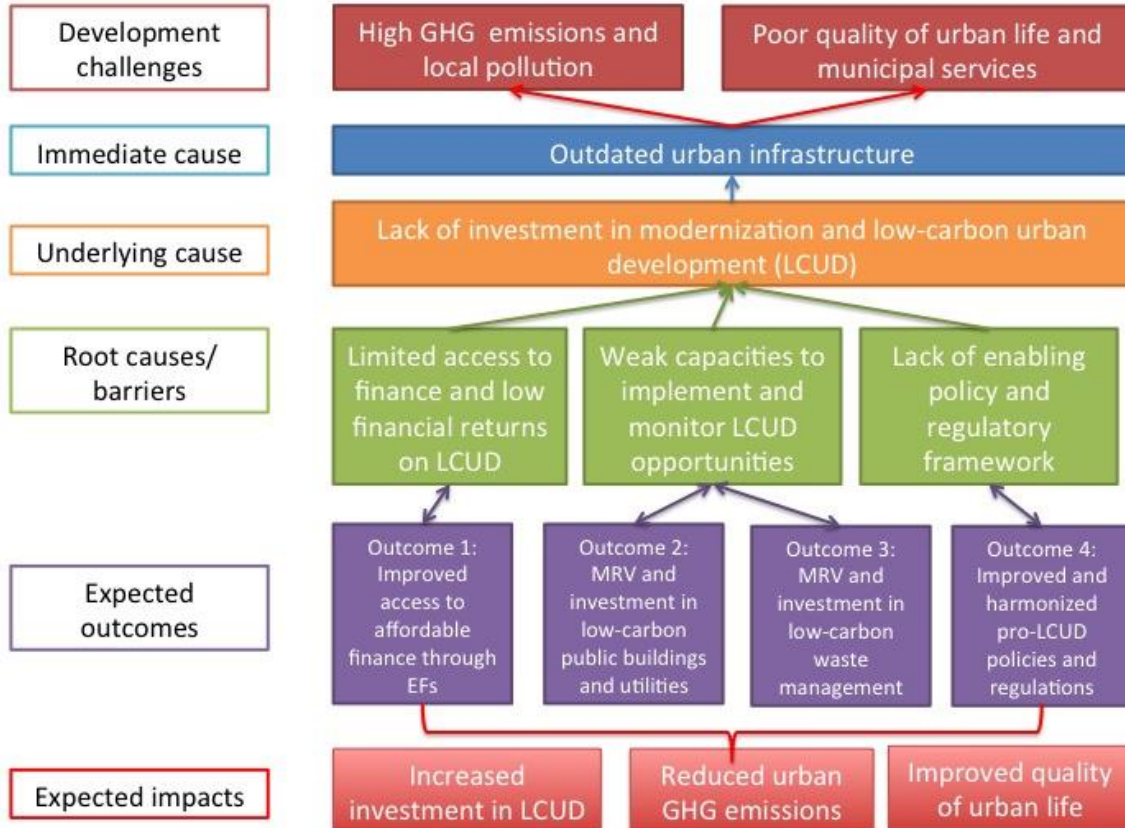 Development
challenges
High GHG  emissions and
local pollution
Poor quality of urban life and
municipal services
Immediate cause
Outdated urban infrastructure
Underlying cause
Lack of investment in modernization and low-carbon urban
development (LCUD)
Root causes/
barriers
Limited access to
finance and low
financial returns
on LCUD
Weak capacities to
implement and
monitor LCUD
opportunities
Lack of enabling
policy and
regulatory
framework
Expected
outcomes
Outcome 1:
Improved
access to
affordable
finance through
EFs
Outcome 2:
MRV and
investment in
low-carbon
public buildings
and utilities
Outcome 3:
MRV and
investment in
low-carbon
waste
management
Outcome 4:
Improved and
harmonized
pro-LCUD
policies and
regulations
Expected impacts
Increased
investment in LCUD
Reduced urban
GHG emissions
Improved quality
of urban life